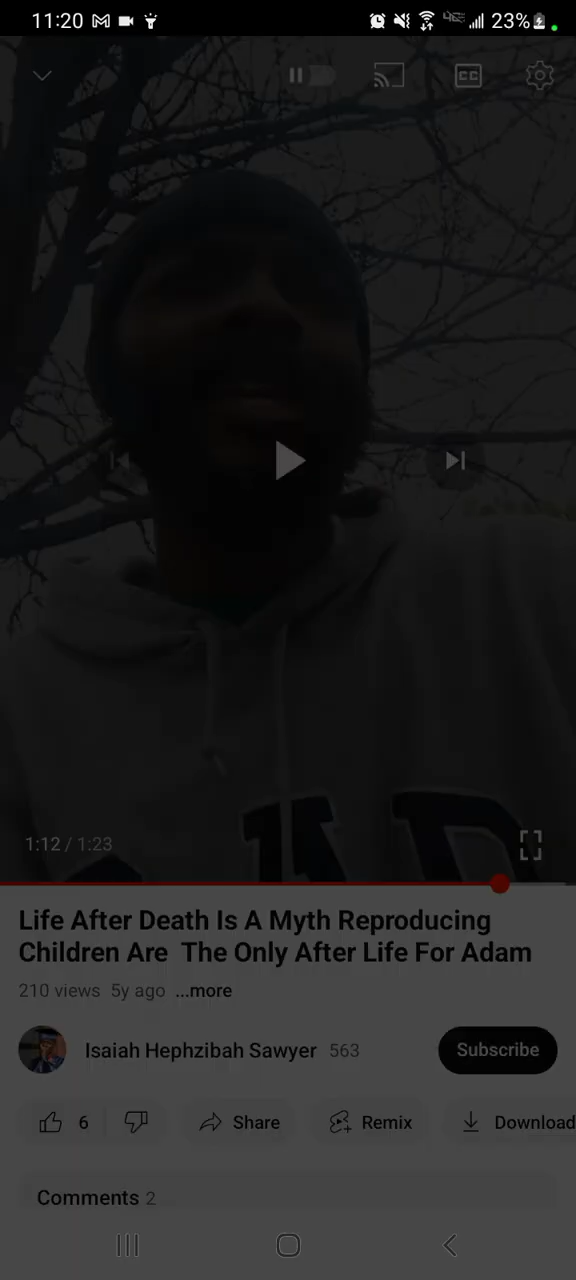 11:20 23%
CC
1:12 / 1:23
Life After Death Is A Myth Reproducing
Children Are The Only After Life For Adam
210 views 5y ago ...more
Isaiah Hephzibah Sawyer 563 Subscribe
6 Share Remix Download
Comments 2